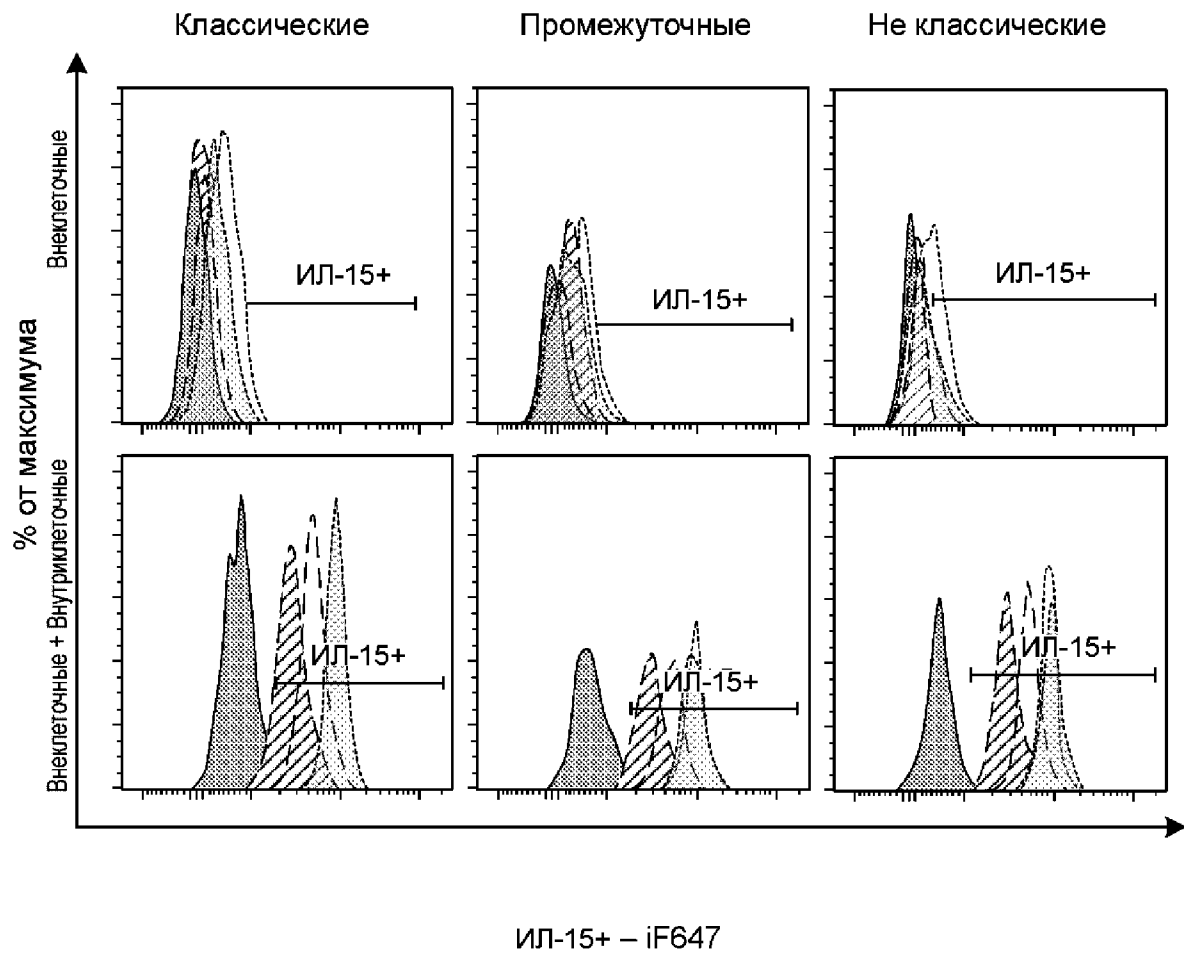 Классические
Промежуточные
Не классические
% от максимума
Внеклеточные
ИЛ-15+
ИЛ-15+
ИЛ-15+
Внеклеточные + Внутриклеточные
ИЛ-15+
ИЛ-15+
ИЛ-15+
ИЛ-15+ – iF647